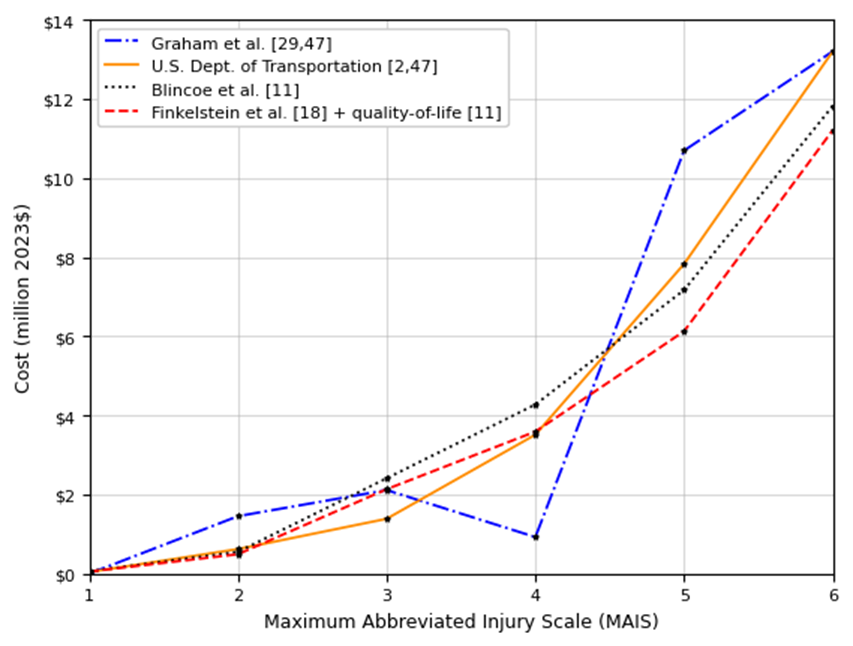 $14
$12
$10
$8
$6
$4
$2
$0
Cost (million 2023$)
Graham et al. [29,47]
U.S. Dept. of Transportation [2,47]
Blincoe et al. [11]
Finkelstein et al. [18] + quality-of-life [11]
1 2 3 4 5 6
Maximum Abbreviated Injury Scale (MAIS)